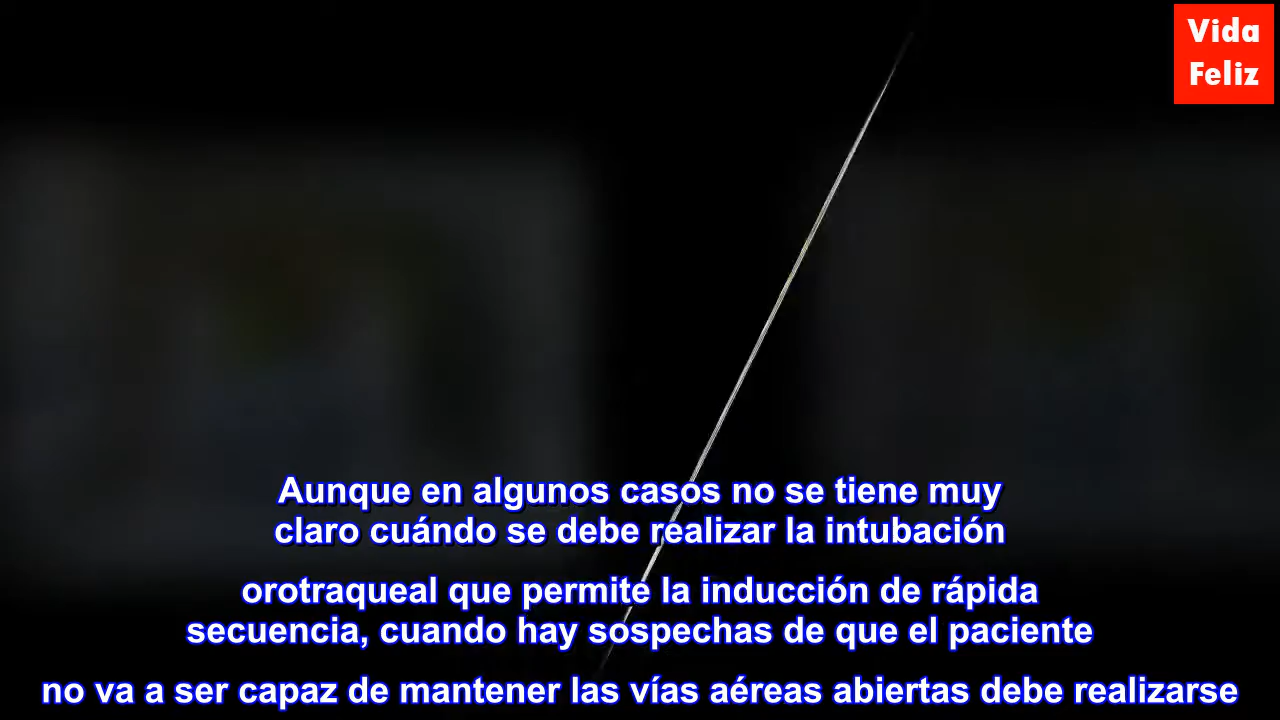 Vida
Feliz
Aunque en algunos casos no se tiene muy
claro cuándo se debe realizar la intubación
orotraqueal que permite la inducción de rápida
secuencia, cuando hay sospechas de que el paciente
no va a ser capaz de mantener las vías aéreas abiertas debe realizarse